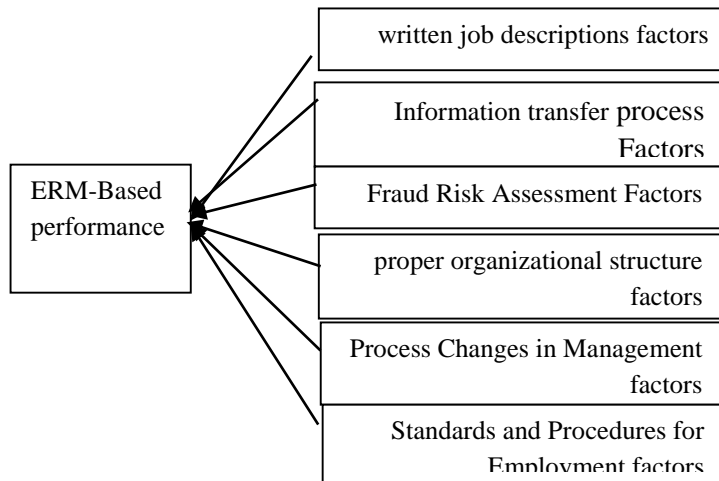 written job descriptions factors
Information transfer process
Factors
ERM-Based
performance
Fraud Risk Assessment Factors
proper organizational structure
factors
Process Changes in Management
factors
Standards and Procedures for
Employment factors